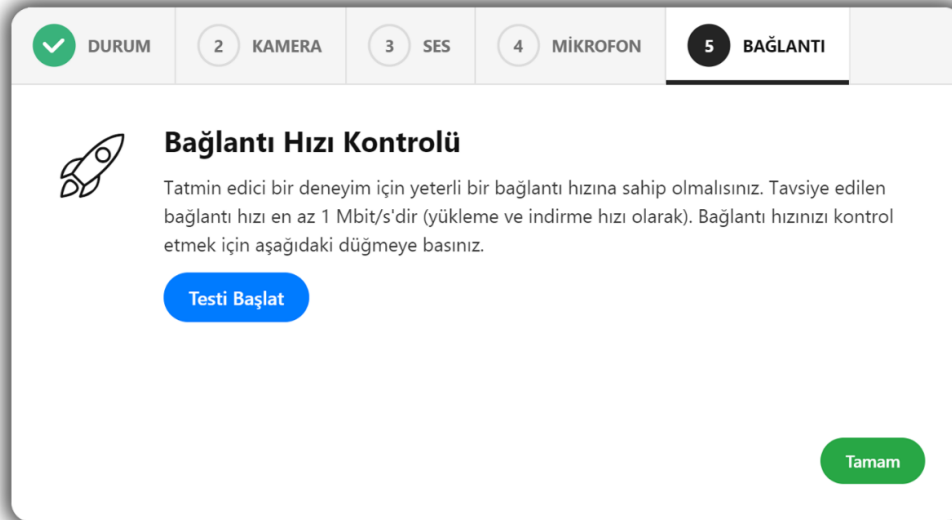 DURUM
2 KAMERA
3 SES
4 MİKROFON
5 BAĞLANTI
Bağlantı Hızı Kontrolü
Tatmin edici bir deneyim için yeterli bir bağlantı hızına sahip olmalısınız. Tavsiye edilen
bağlantı hızı en az 1 Mbit/s'dir (yükleme ve indirme hızı olarak). Bağlantı hızınızı kontrol
etmek için aşağıdaki düğmeye basınız.
Testi Başlat
Tamam